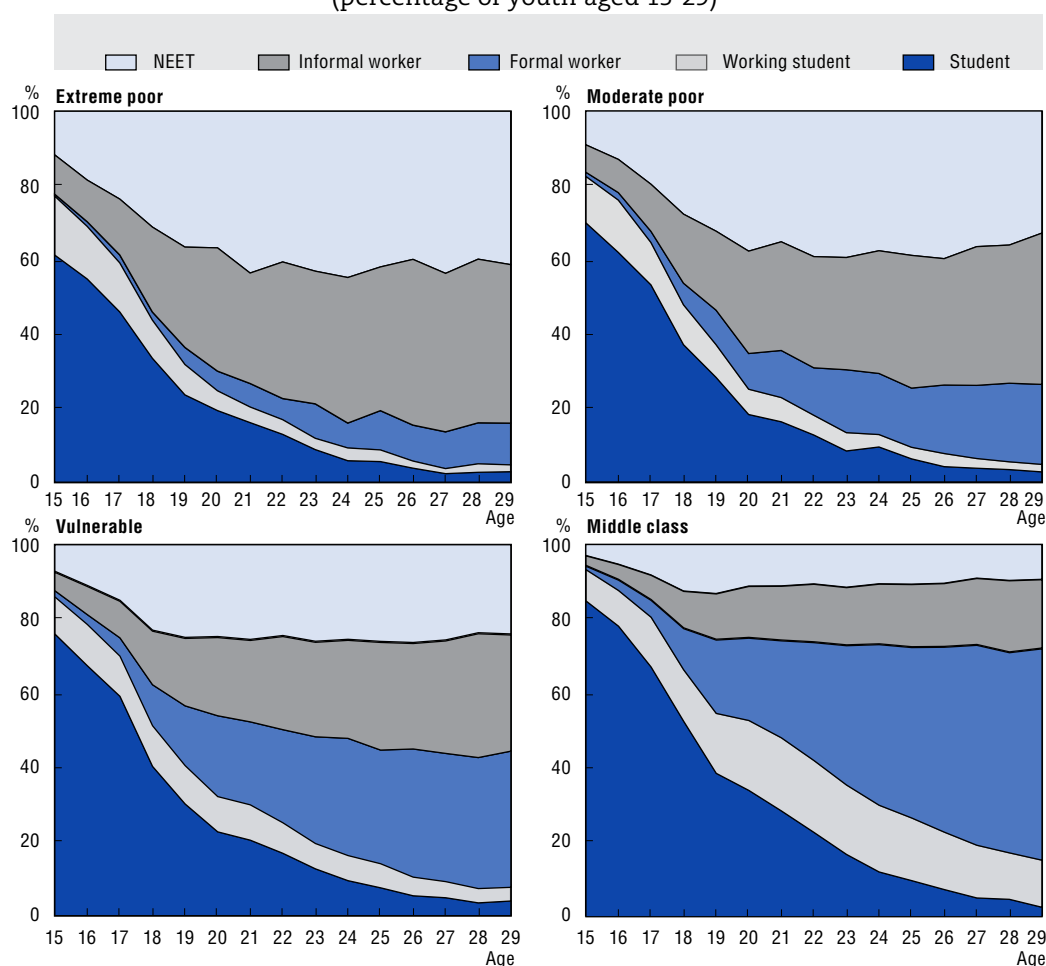 (percentage of youth aged 15-29)
NEET Informal worker Formal worker Working student Student
% Extreme poor
100
80
60
40
20
0
15 16 17 18 19 20 21 22 23 24 25 26 27 28 29
Age
% Moderate poor
100
80
60
40
20
0
15 16 17 18 19 20 21 22 23 24 25 26 27 28 29
Age
% Vulnerable
100
80
60
40
20
0
15 16 17 18 19 20 21 22 23 24 25 26 27 28 29
Age
% Middle class
100
80
60
40
20
0
15 16 17 18 19 20 21 22 23 24 25 26 27 28 29
Age